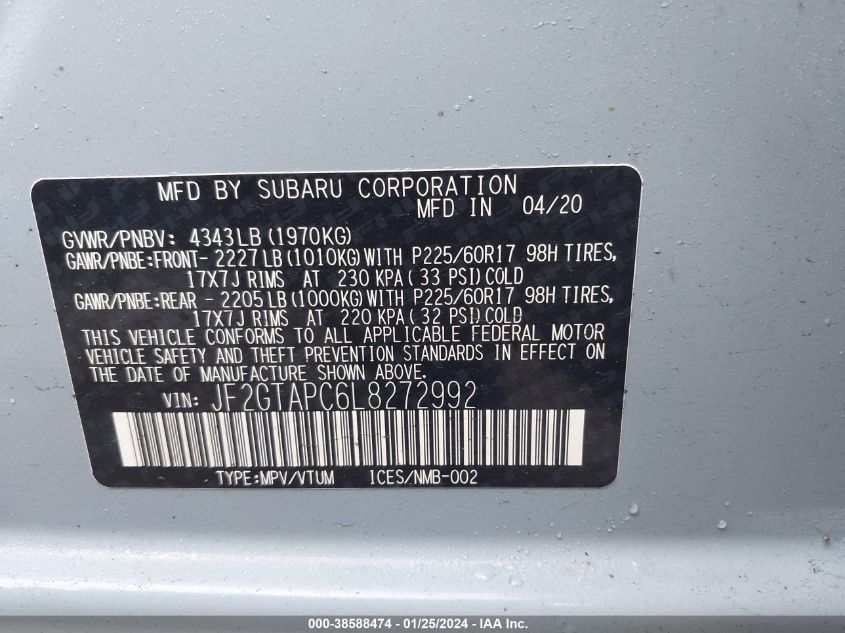 MFD BY SUBARU CORPORATION
MFD IN 04/20
GVWR/PNBV: 4343LB(1970KG)
GAWR/PNBE:FRONT- 2227LB(1010KG)WITH P225/60R17 98H TIRES,
17X7J RIMS AT 230 KPA(33 PSI)COLD
GAWR/PNBE:REAR - 2205LB(1000KG)WITH P225/60R17 98H TIRES,
17X7J RIMS AT 220 KPA(32 PSI)COLD
THIS VEHICLE CONFORMS TO ALL APPLICABLE FEDERAL MOTOR
VEHICLE SAFETY AND THEFT PREVENTION STANDARDS IN EFFECT ON
THE DATE OF MANUFACTURE SHOWN ABOVE.
VIN: JF2GTAPC6L8272992
TYPE:MPV/VTUM ICES/NMB-002
000-38588474 - 01/25/2024 - IAA Inc.